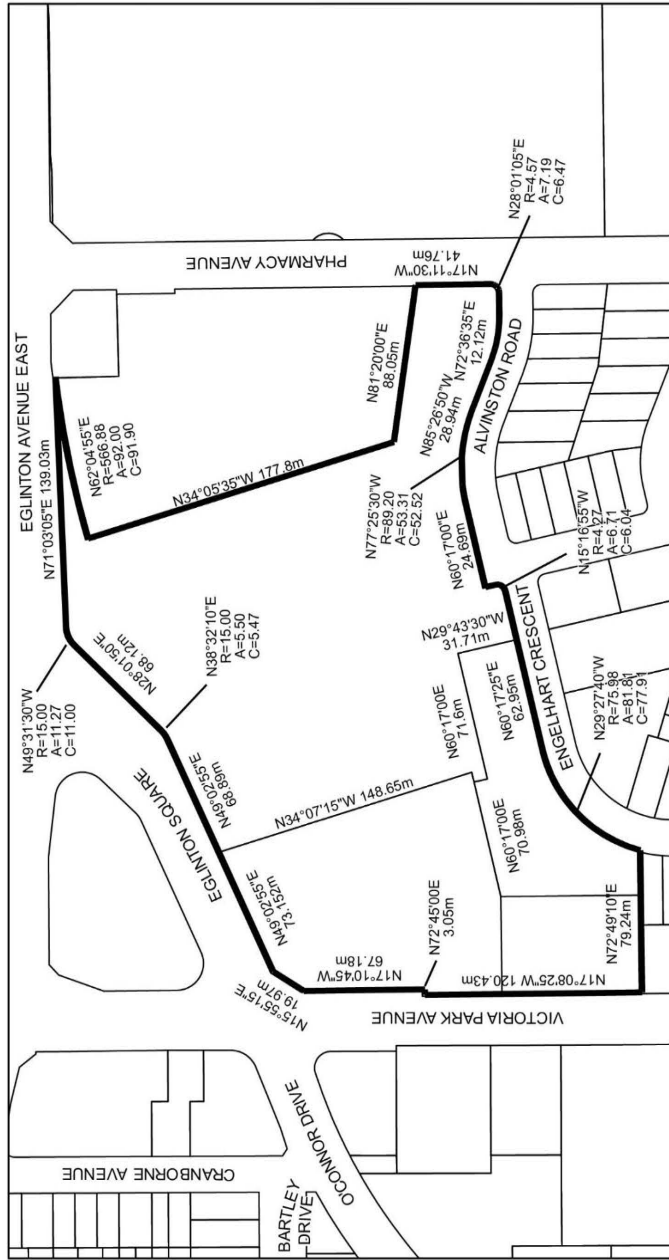 EGLINTON AVENUE EAST
N71°03'05"E 139.03m
N62°04'55"E
R=566.88
A=92.00
C=91.90
PHARMACY AVENUE
N49°31'30"W
R=15.00
A=11.27
C=11.00
N28°01'50"E
68.12m
N38°32'10"E
R=15.00
A=5.50
C=5.47
N34°05'35"W 177.8m
N81°20'00"E
88.05m
N17°11'30"W
41.76m
N28°01'05"E
R=4.57
A=7.19
C=6.47
EGLINTON SQUARE
N49°02'55"E
68.89m
N77°25'30"W
R=89.20
A=53.31
C=52.52
N85°26'50"W
28.94m
N72°36'35"E
12.12m
ALVINSTON ROAD
N60°17'00"E
24.69m
N15°16'55"W
R=4.27
A=6.71
C=6.04
N29°43'30"W
31.71m
N34°07'15"W 148.65m
N60°17'00E
71.6m
N60°17'25"E
62.95m
ENGELHART CRESCENT
N29°27'40"W
R=75.98
A=81.81
C=77.91
N49°02'55"E
73.152m
N60°17'00"E
70.98m
N15°55'15"E
19.97m
N17°10'45"W
67.18m
N72°45'00E
3.05m
N17°08'25"W 120.43m
N72°49'10"E
79.24m
VICTORIA PARK AVENUE
O'CONNOR DRIVE
CRANBORNE AVENUE
BARTLEY
DRIVE